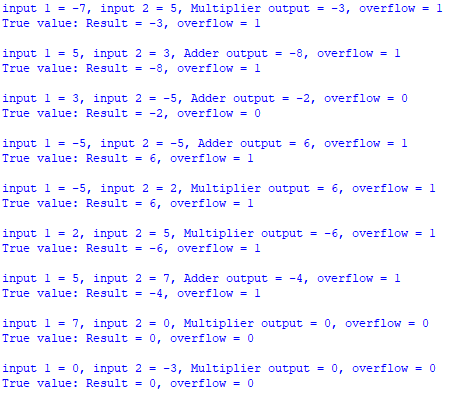 input 1 = -7, input 2 = 5, Multiplier output = -3, overflow = 1
True value: Result = -3, overflow = 1
input 1 = 5, input 2 = 3, Adder output = -8, overflow = 1
True value: Result = -8, overflow = 1
input 1 = 3, input 2 = -5, Adder output = -2, overflow = 0
True value: Result = -2, overflow = 0
input 1 = -5, input 2 = -5, Adder output = 6, overflow = 1
True value: Result = 6, overflow = 1
input 1 = -5, input 2 = 2, Multiplier output = 6, overflow = 1
True value: Result = 6, overflow = 1
input 1 = 2, input 2 = 5, Multiplier output = -6, overflow = 1
True value: Result = -6, overflow = 1
input 1 = 5, input 2 = 7, Adder output = -4, overflow = 1
True value: Result = -4, overflow = 1
input 1 = 7, input 2 = 0, Multiplier output = 0, overflow = 0
True value: Result = 0, overflow = 0
input 1 = 0, input 2 = -3, Multiplier output = 0, overflow = 0
True value: Result = 0, overflow = 0